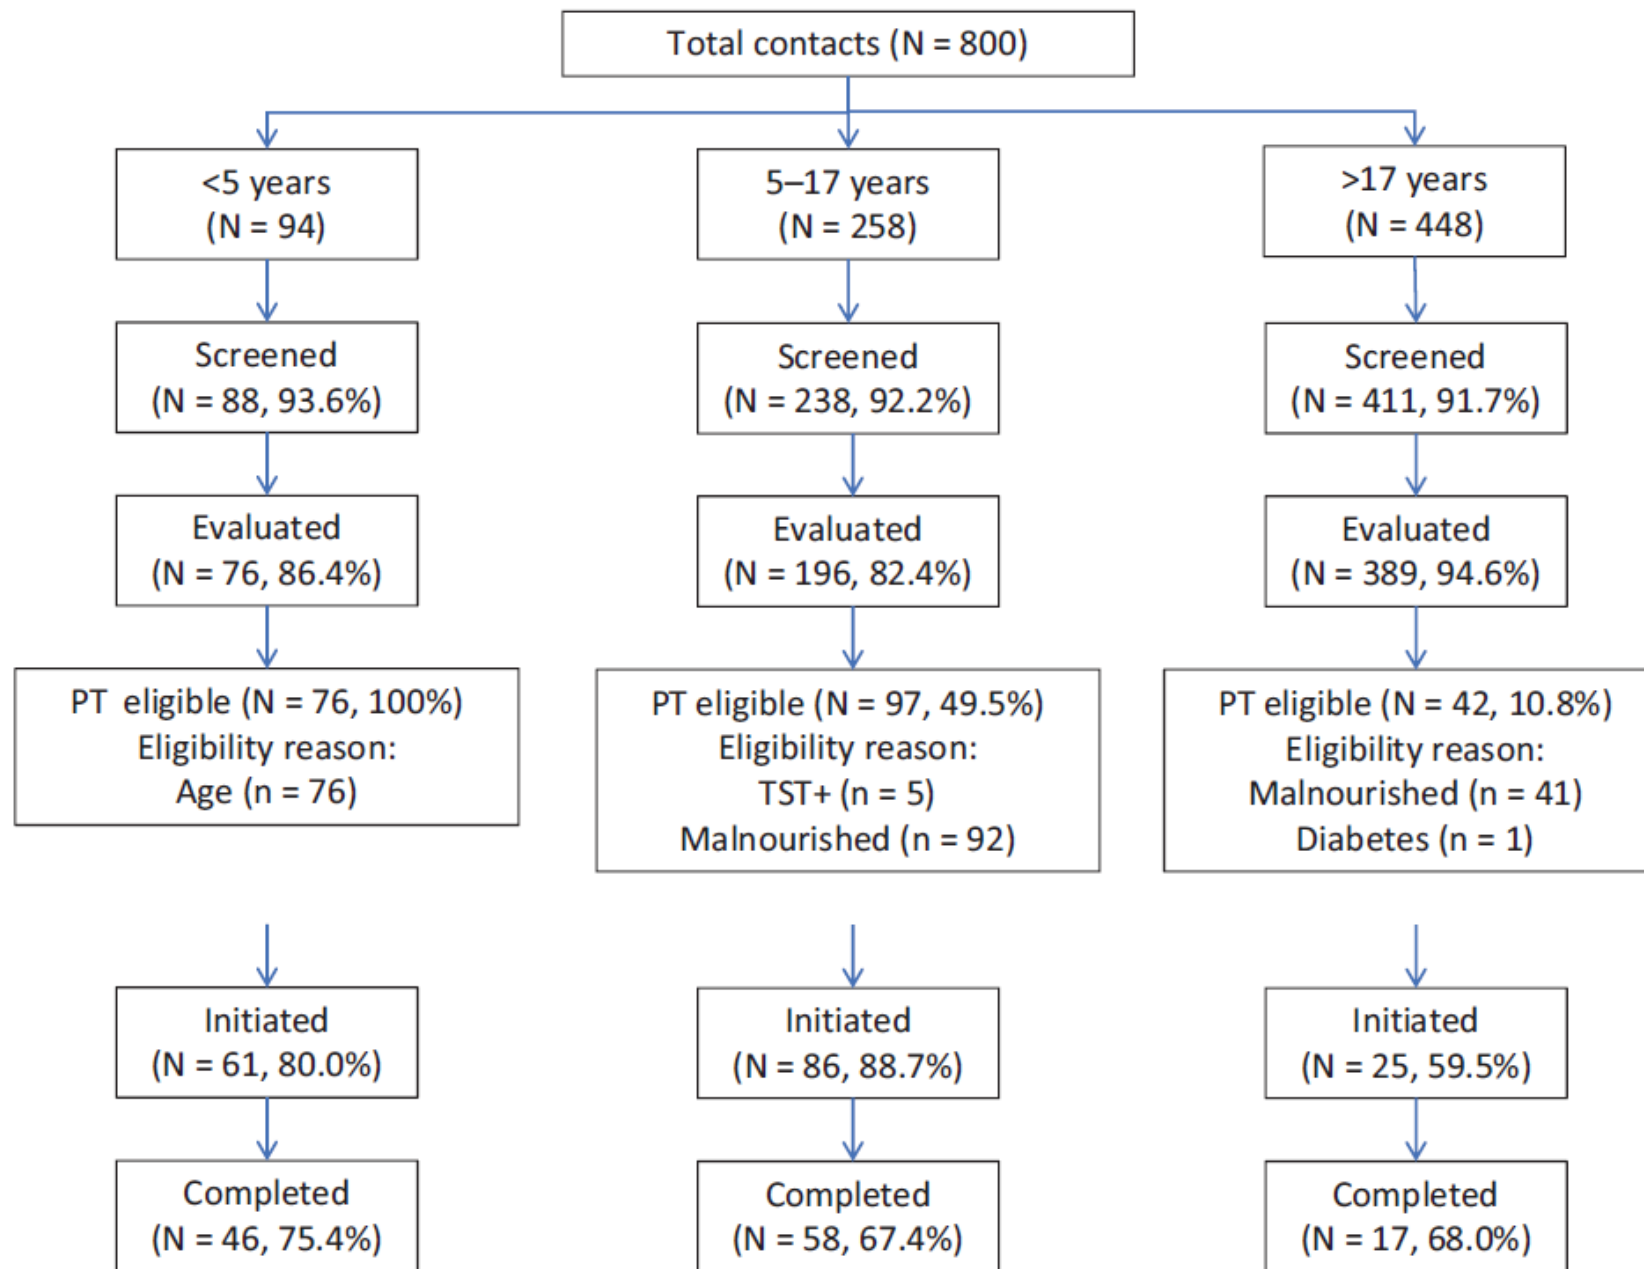 Total contacts (N = 800)
<5 years
(N = 94)
5–17 years
(N = 258)
>17 years
(N = 448)
Screened
(N = 88, 93.6%)
Screened
(N = 238, 92.2%)
Screened
(N = 411, 91.7%)
Evaluated
(N = 76, 86.4%)
Evaluated
(N = 196, 82.4%)
Evaluated
(N = 389, 94.6%)
PT eligible (N = 76, 100%)
Eligibility reason:
Age (n = 76)
PT eligible (N = 97, 49.5%)
Eligibility reason:
TST+ (n = 5)
Malnourished (n = 92)
PT eligible (N = 42, 10.8%)
Eligibility reason:
Malnourished (n = 41)
Diabetes (n = 1)
Initiated
(N = 61, 80.0%)
Initiated
(N = 86, 88.7%)
Initiated
(N = 25, 59.5%)
Completed
(N = 46, 75.4%)
Completed
(N = 58, 67.4%)
Completed
(N = 17, 68.0%)